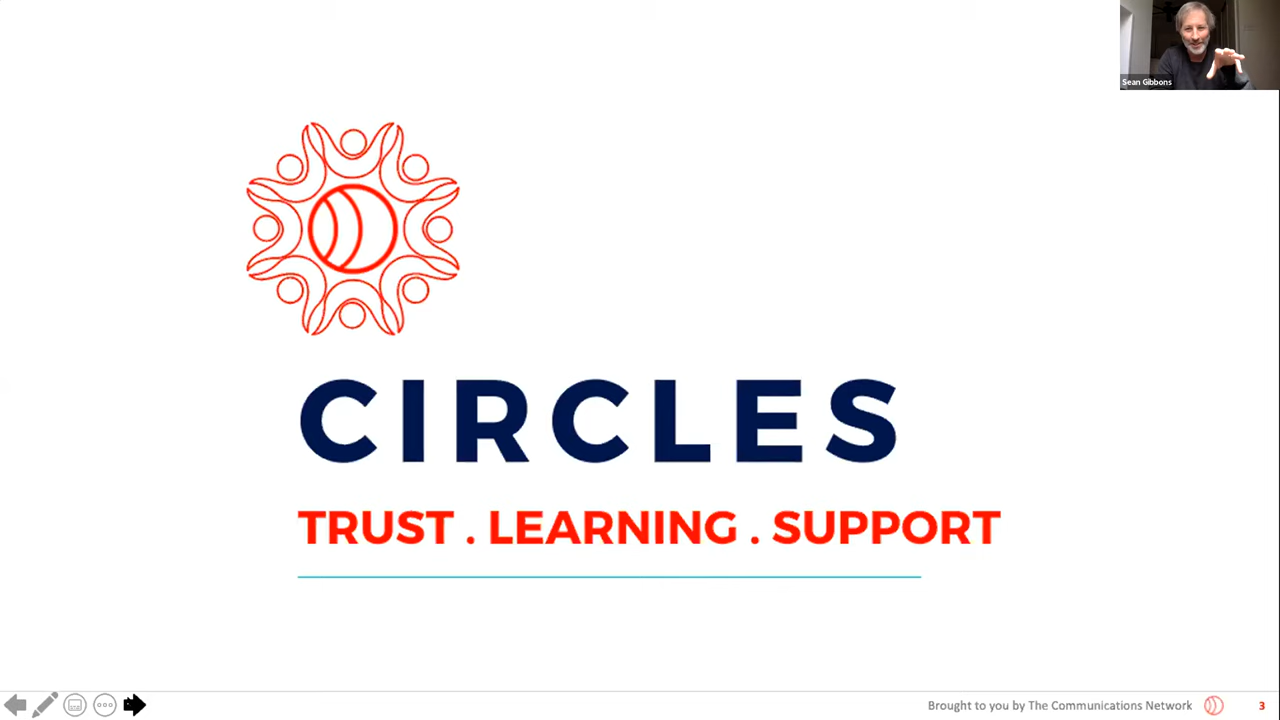 Sean Gibbons
CIRCLES
TRUST . LEARNING . SUPPORT
Brought to you by The Communications Network
3